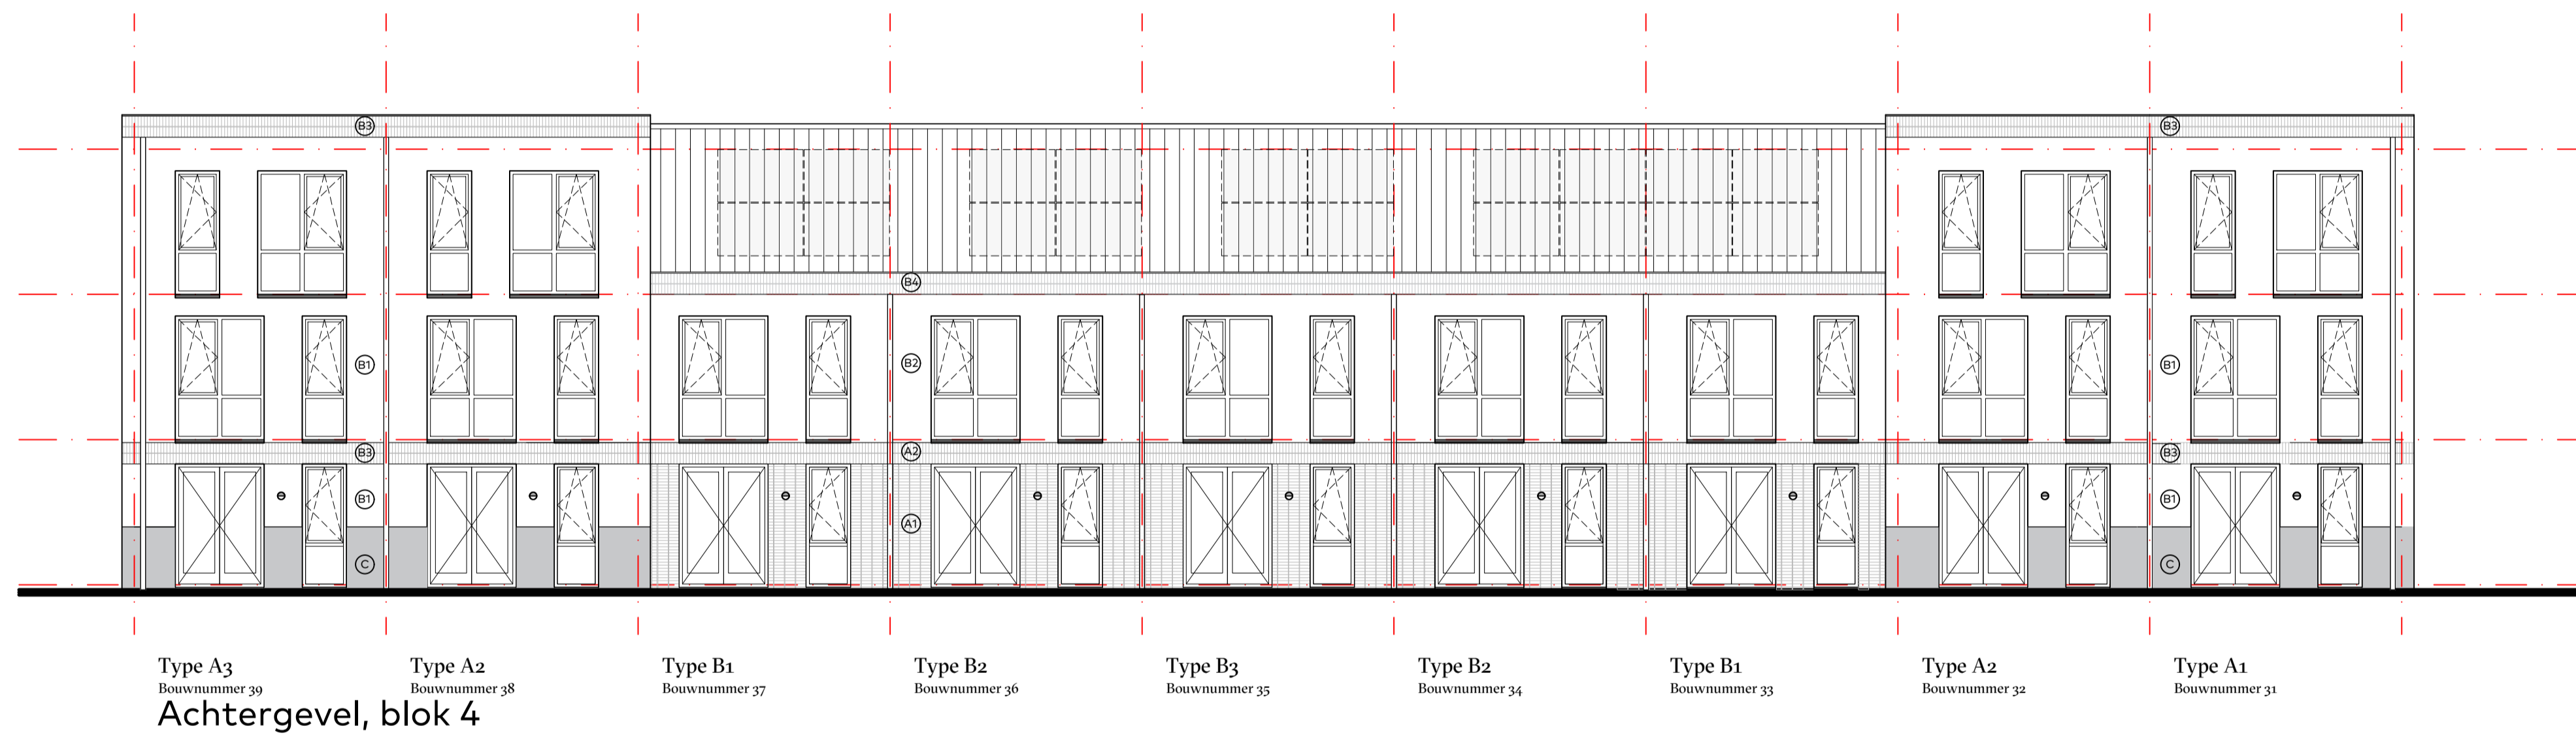 B3 B3
B4
B1 B2 B1
B3 A2 B3
B1 A1 B1
C C
Type A3 Type A2 Type B1 Type B2 Type B3 Type B2 Type B1 Type A2 Type A1
Bouwnummer 39 Bouwnummer 38 Bouwnummer 37 Bouwnummer 36 Bouwnummer 35 Bouwnummer 34 Bouwnummer 33 Bouwnummer 32 Bouwnummer 31
Achtergevel, blok 4